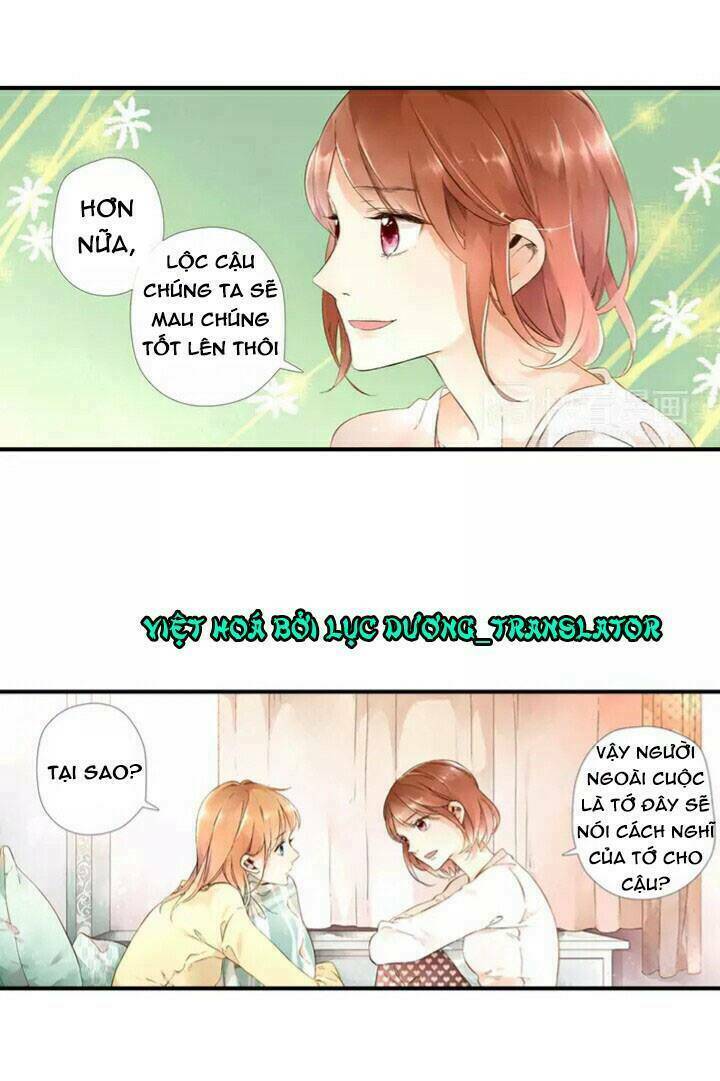 HƠN
NỮA,
LỘC CẬU
CHÚNG TA SẼ
MAU CHÚNG
TỐT LÊN THÔI
VIỆT HOÁ BỞI LỤC DƯƠNG_TRANSLATOR
TẠI SAO?
VẬY NGƯỜI
NGOÀI CUỘC
LÀ TỚ ĐÂY SẼ
NÓI CÁCH NGHĨ
CỦA TỚ CHO
CẬU?